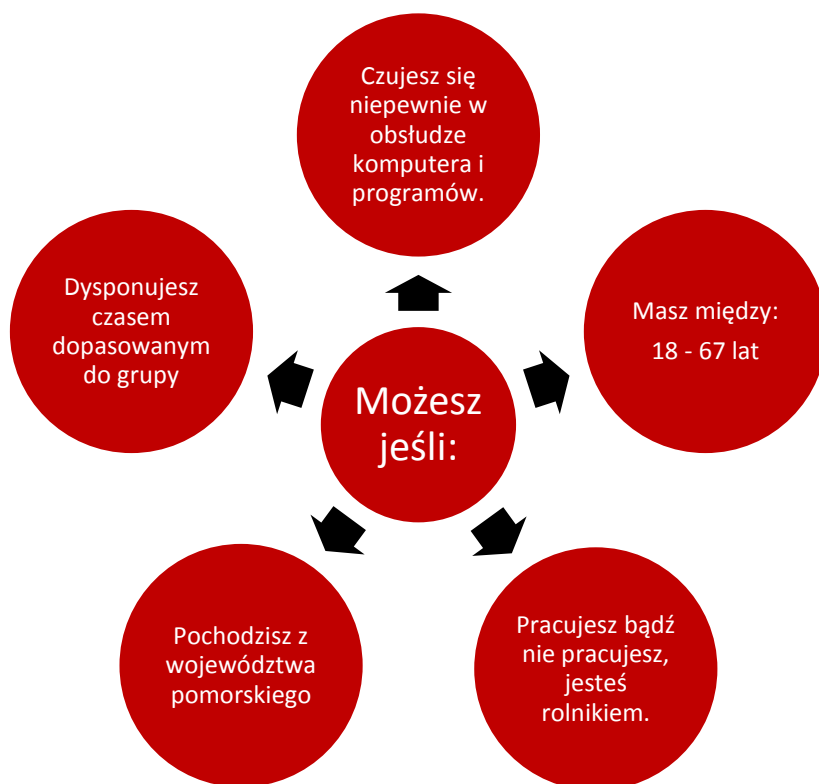 Czujesz się
niepewnie w
obsłudze
komputera i
programów.
Dysponujesz
czasem
dopasowanym
do grupy
Masz między:
18 - 67 lat
Możesz
jeśli:
Pochodzisz z
województwa
pomorskiego
Pracujesz bądź
nie pracujesz,
jesteś
rolnikiem.